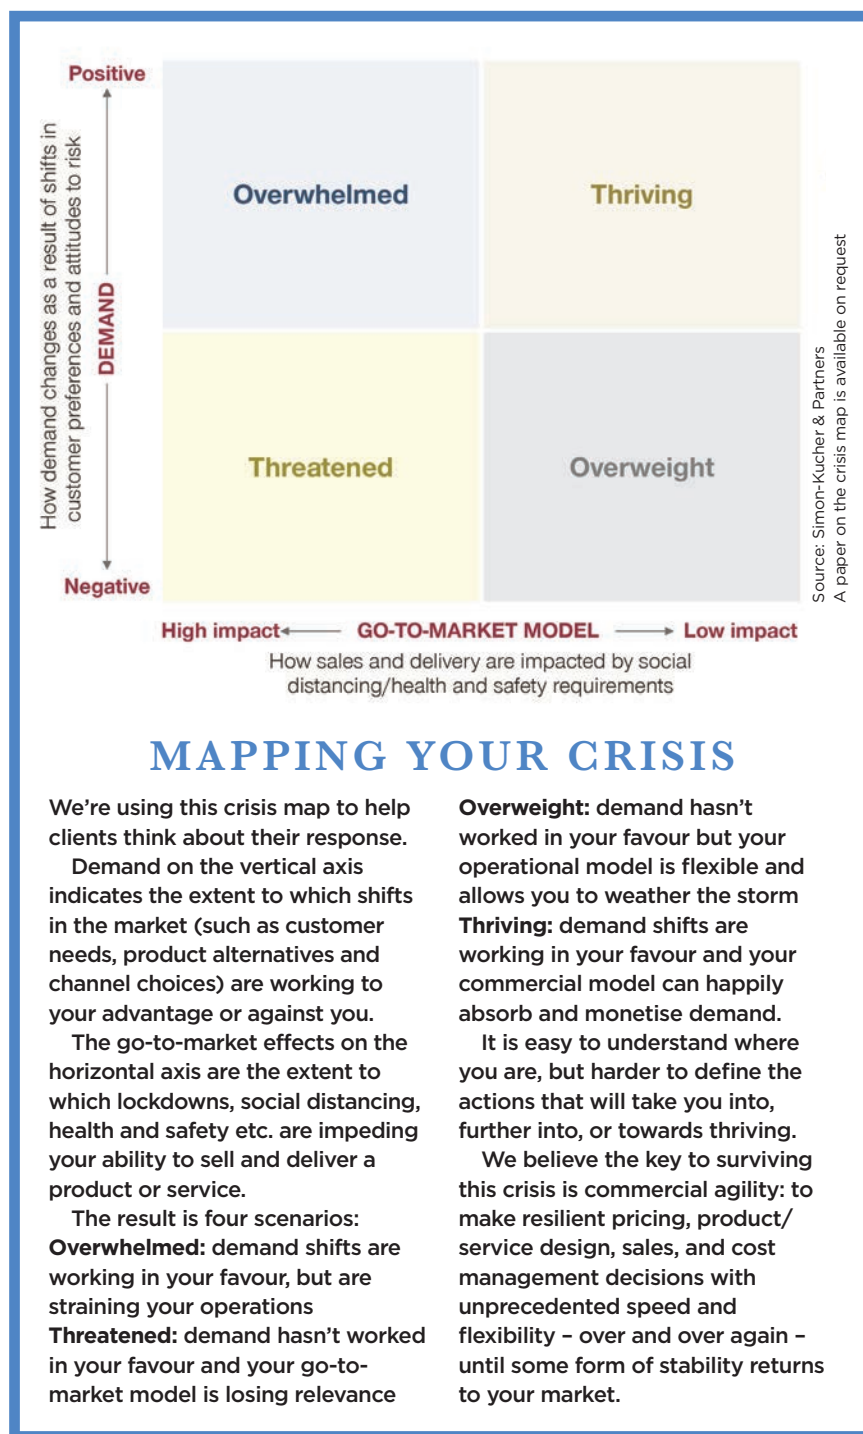 Positive
How demand changes as a result of shifts in
customer preferences and attitudes to risk
DEMAND
Negative
Overwhelmed
Thriving
Threatened
Overweight
High impact
GO-TO-MARKET MODEL
Low impact
How sales and delivery are impacted by social
distancing/health and safety requirements
Source: Simon-Kucher & Partners
A paper on the crisis map is available on request
MAPPING YOUR CRISIS
We’re using this crisis map to help
clients think about their response.
Demand on the vertical axis
indicates the extent to which shifts
in the market (such as customer
needs, product alternatives and
channel choices) are working to
your advantage or against you.
The go-to-market effects on the
horizontal axis are the extent to
which lockdowns, social distancing,
health and safety etc. are impeding
your ability to sell and deliver a
product or service.
The result is four scenarios:
Overwhelmed: demand shifts are
working in your favour, but are
straining your operations
Threatened: demand hasn’t worked
in your favour and your go-to-
market model is losing relevance
Overweight: demand hasn’t
worked in your favour but your
operational model is flexible and
allows you to weather the storm
Thriving: demand shifts are
working in your favour and your
commercial model can happily
absorb and monetise demand.
It is easy to understand where
you are, but harder to define the
actions that will take you into,
further into, or towards thriving.
We believe the key to surviving
this crisis is commercial agility: to
make resilient pricing, product/
service design, sales, and cost
management decisions with
unprecedented speed and
flexibility – over and over again –
until some form of stability returns
to your market.